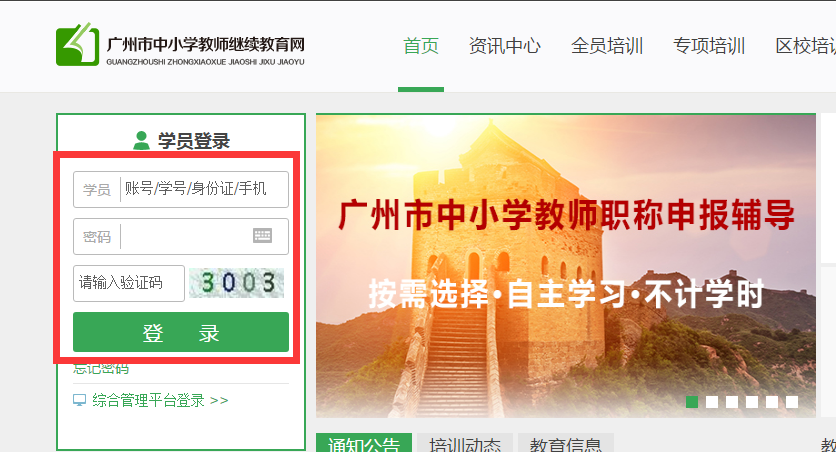 广州市中小学教师继续教育网
GUANGZHOUSHI ZHONGXIAOXUE JIAOSHI JIXU JIAOYU
首页 资讯中心 全员培训 专项培训 区校培训
学员登录
学员 账号/学号/身份证/手机
密码
请输入验证码 3003
登 录
忘记密码
综合管理平台登录 >>
广州市中小学教师职称申报辅导
按需选择·自主学习·不计学时
通知公告 培训动态 教育信息